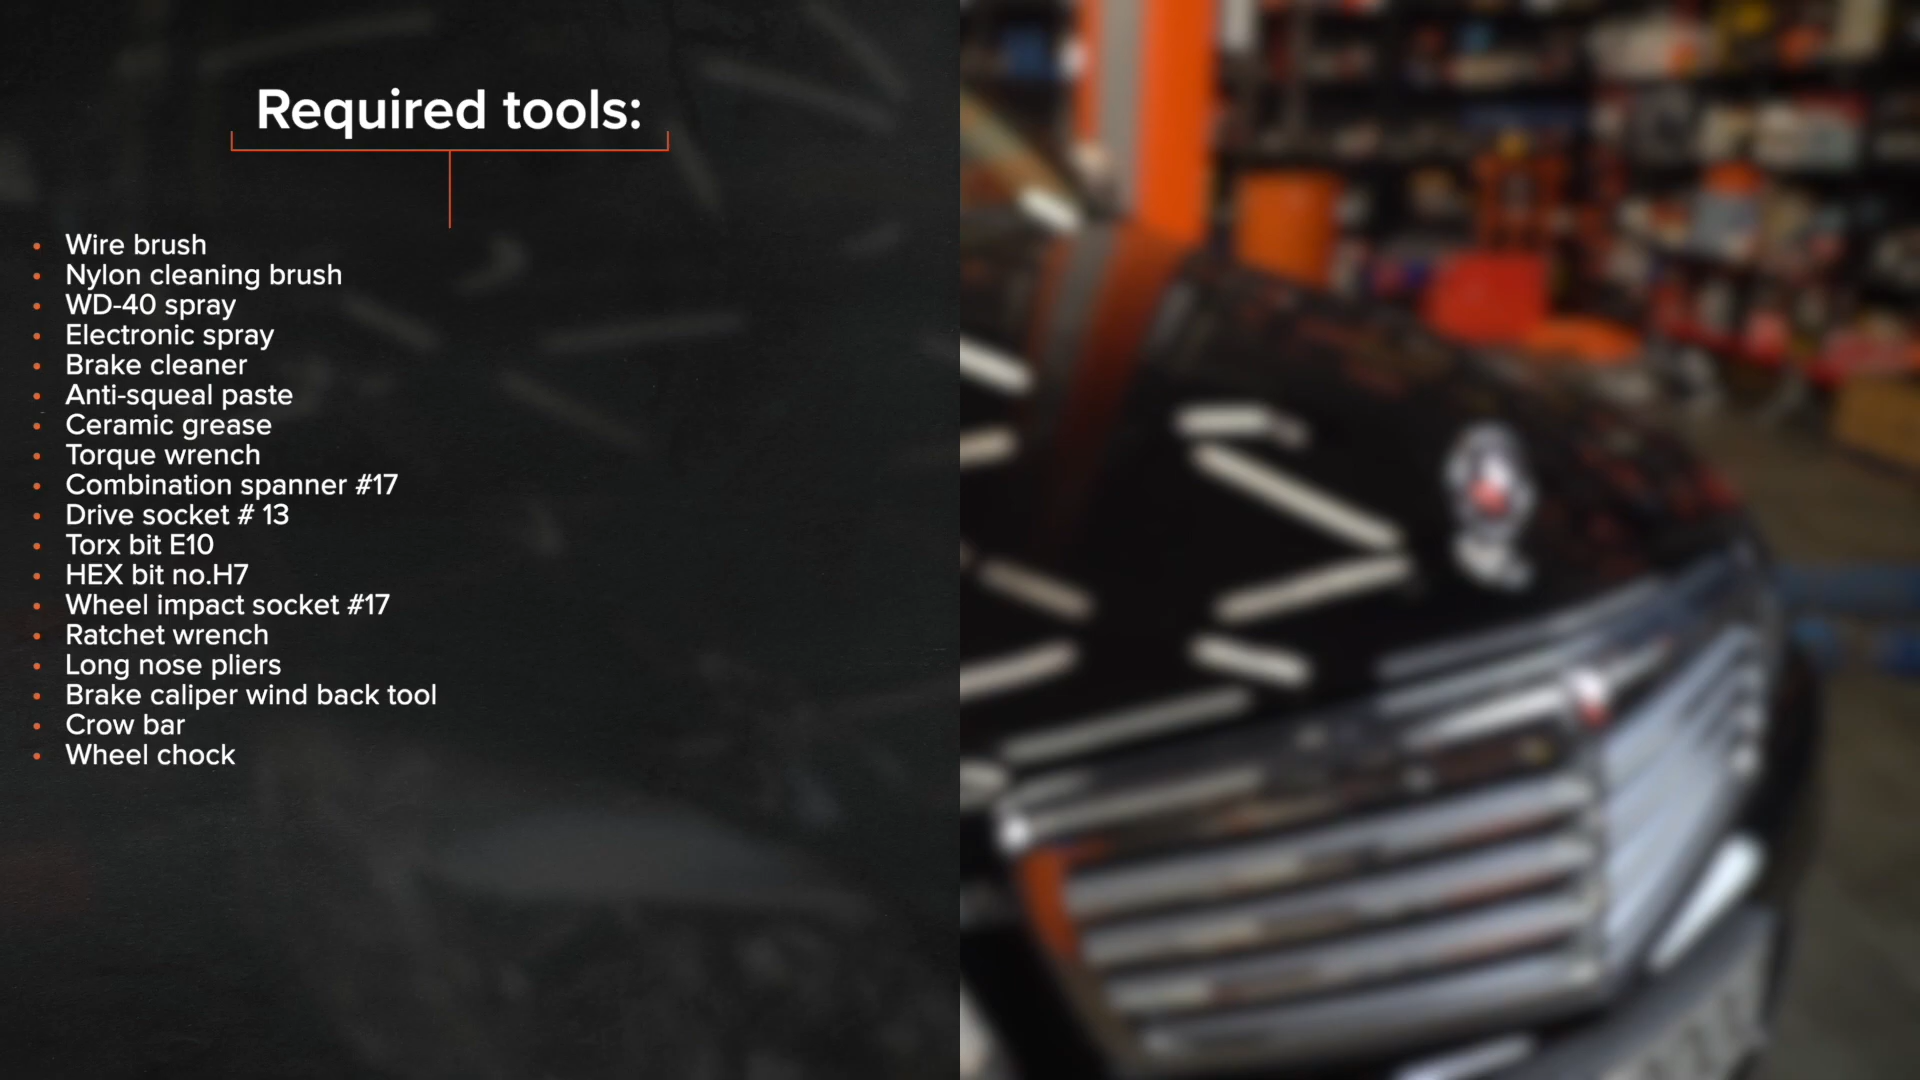 Required tools:
• Wire brush
• Nylon cleaning brush
• WD-40 spray
• Electronic spray
• Brake cleaner
• Anti-squeal paste
• Ceramic grease
• Torque wrench
• Combination spanner #17
• Drive socket # 13
• Torx bit E10
• HEX bit no.H7
• Wheel impact socket #17
• Ratchet wrench
• Long nose pliers
• Brake caliper wind back tool
• Crow bar
• Wheel chock